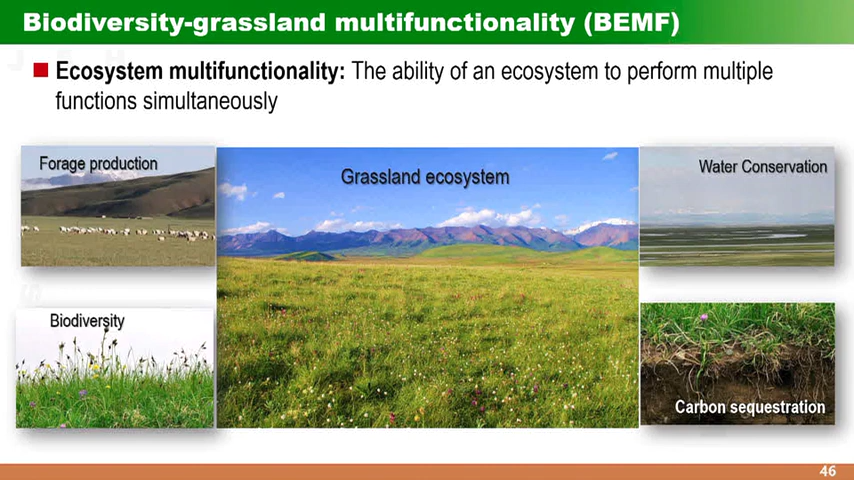 Biodiversity-grassland multifunctionality (BEMF)
Ecosystem multifunctionality: The ability of an ecosystem to perform multiple
functions simultaneously
Forage production
Grassland ecosystem
Water Conservation
Biodiversity
Carbon sequestration
46